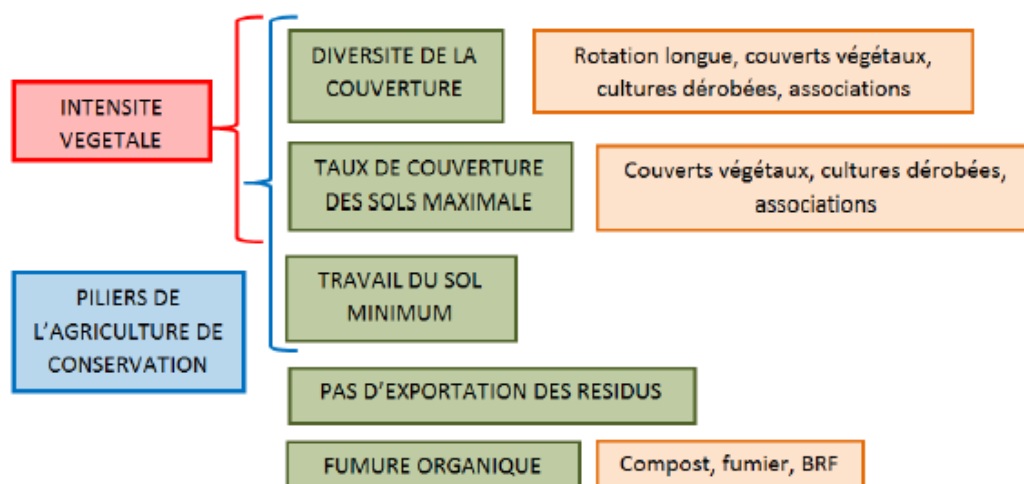 INTENSITE
VEGETALE
DIVERSITE DE LA
COUVERTURE
Rotation longue, couverts végétaux,
cultures dérobées, associations
TAUX DE COUVERTURE
DES SOLS MAXIMALE
Couverts végétaux, cultures dérobées,
associations
PILIERS DE
L'AGRICULTURE DE
CONSERVATION
TRAVAIL DU SOL
MINIMUM
PAS D'EXPORTATION DES RESIDUS
FUMURE ORGANIQUE
Compost, fumier, BRF